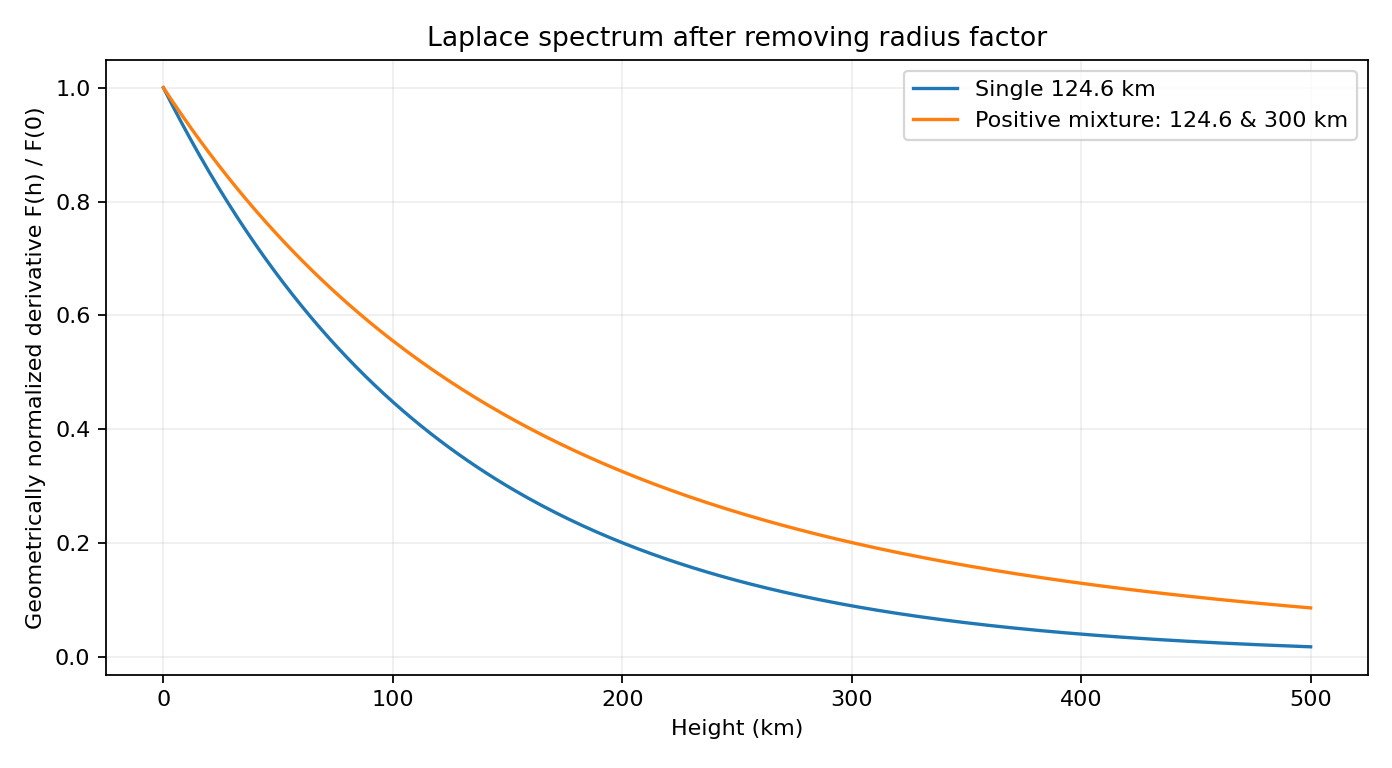 Laplace spectrum after removing radius factor
Geometrically normalized derivative F(h) / F(0)
1.0
0.8
0.6
0.4
0.2
0.0
Single 124.6 km
Positive mixture: 124.6 & 300 km
0 100 200 300 400 500
Height (km)